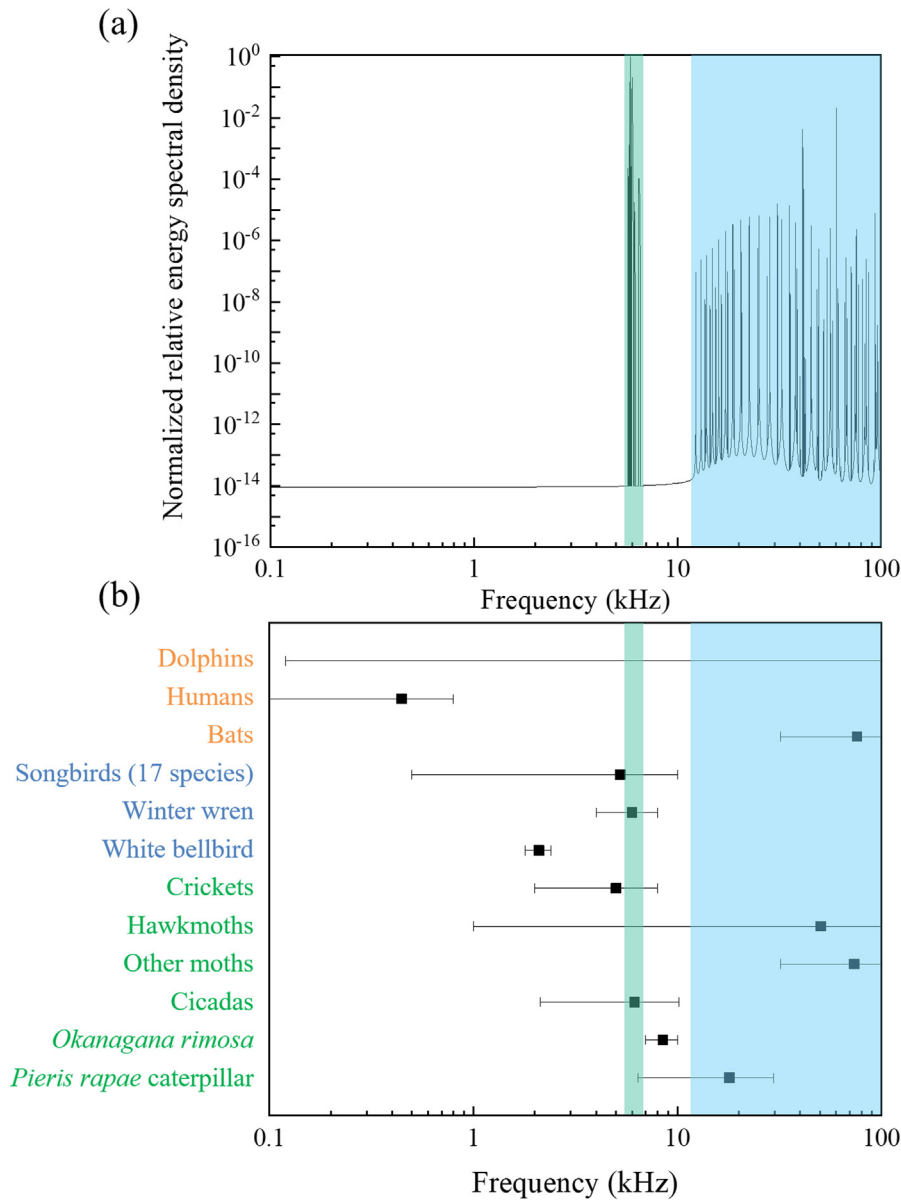 (a)
Normalized relative energy spectral density
10⁰
10⁻²
10⁻⁴
10⁻⁶
10⁻⁸
10⁻¹⁰
10⁻¹²
10⁻¹⁴
10⁻¹⁶
0.1 1 10 100
Frequency (kHz)
(b)
Dolphins
Humans
Bats
Songbirds (17 species)
Winter wren
White bellbird
Crickets
Hawkmoths
Other moths
Cicadas
Okanagana rimosa
Pieris rapae caterpillar
0.1 1 10 100
Frequency (kHz)